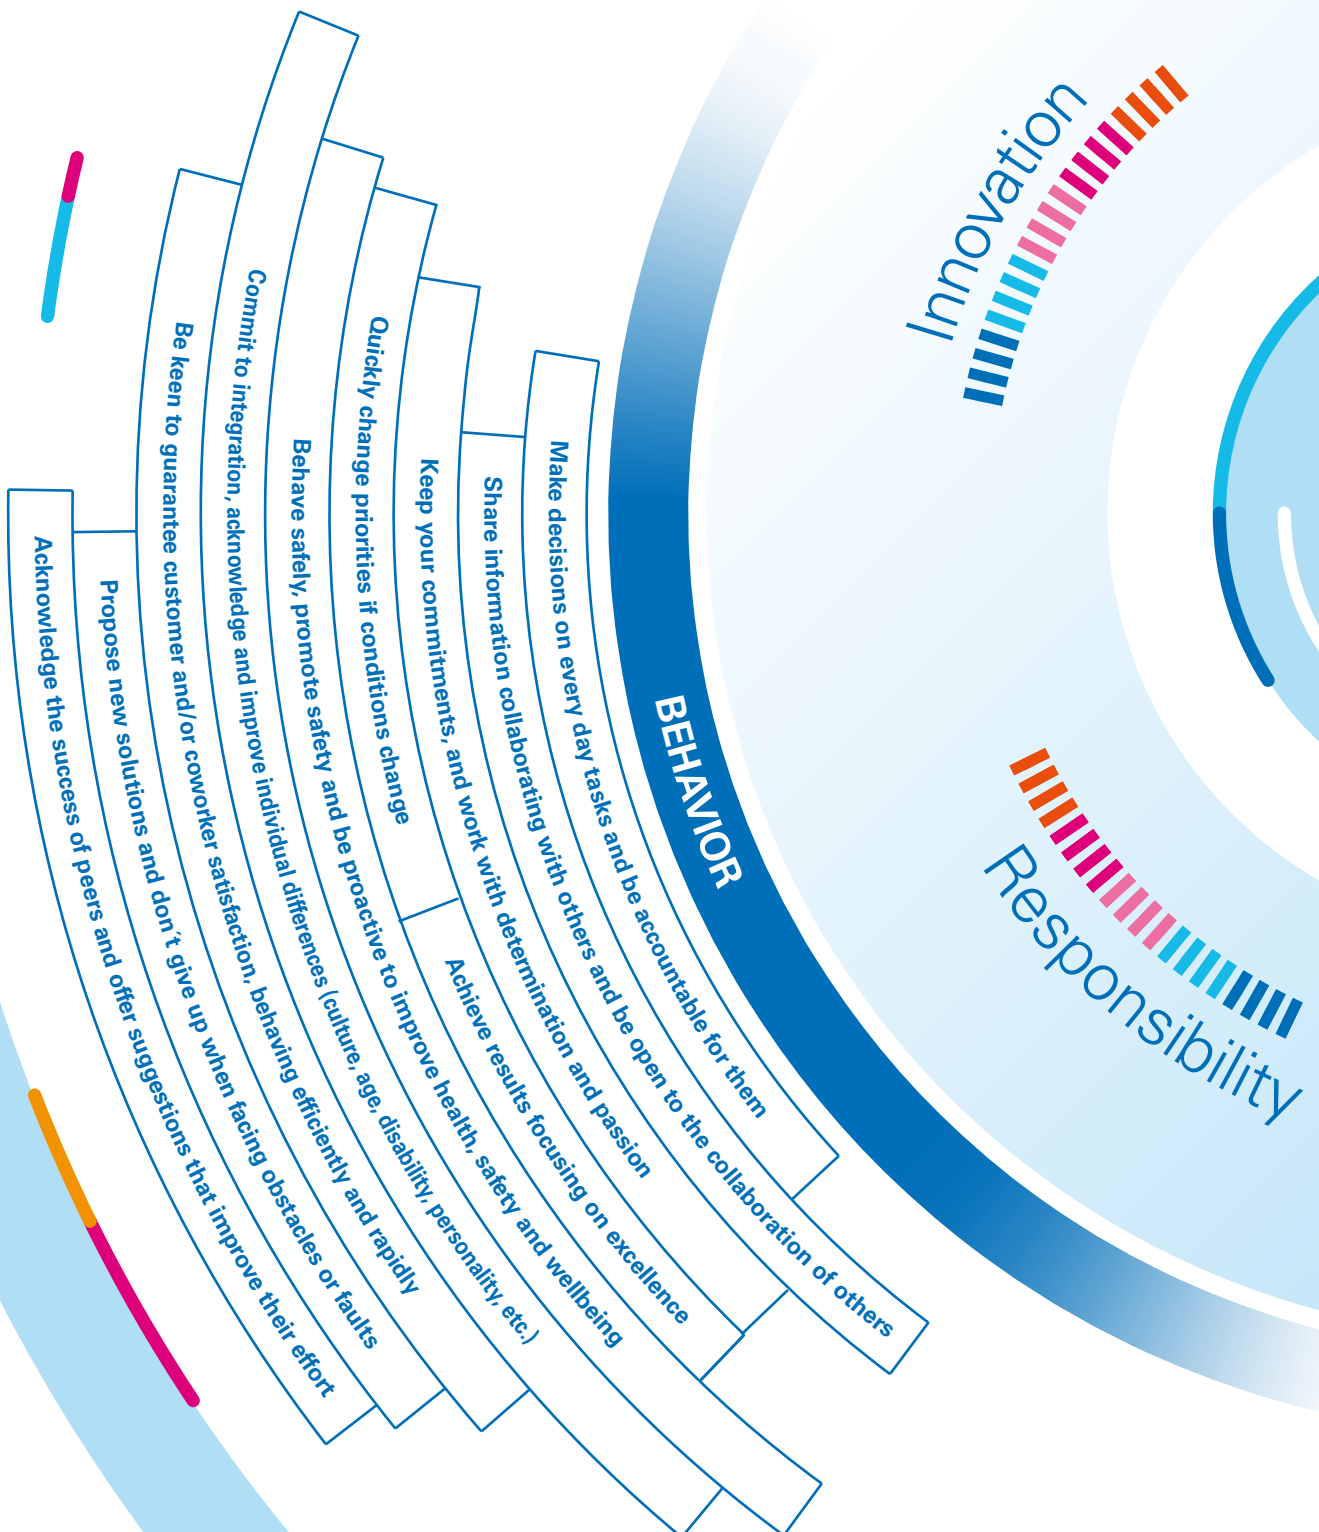 Innovation
Responsibility
BEHAVIOR
Make decisions on every day tasks and be accountable for them
Share information collaborating with others and be open to the collaboration of others
Keep your commitments, and work with determination and passion
Quickly change priorities if conditions change
Achieve results focusing on excellence
Behave safely, promote safety and be proactive to improve health, safety and wellbeing
Commit to integration, acknowledge and improve individual differences (culture, age, disability, personality, etc.)
Be keen to guarantee customer and/or coworker satisfaction, behaving efficiently and rapidly
Propose new solutions and don´t give up when facing obstacles or faults
Acknowledge the success of peers and offer suggestions that improve their effort